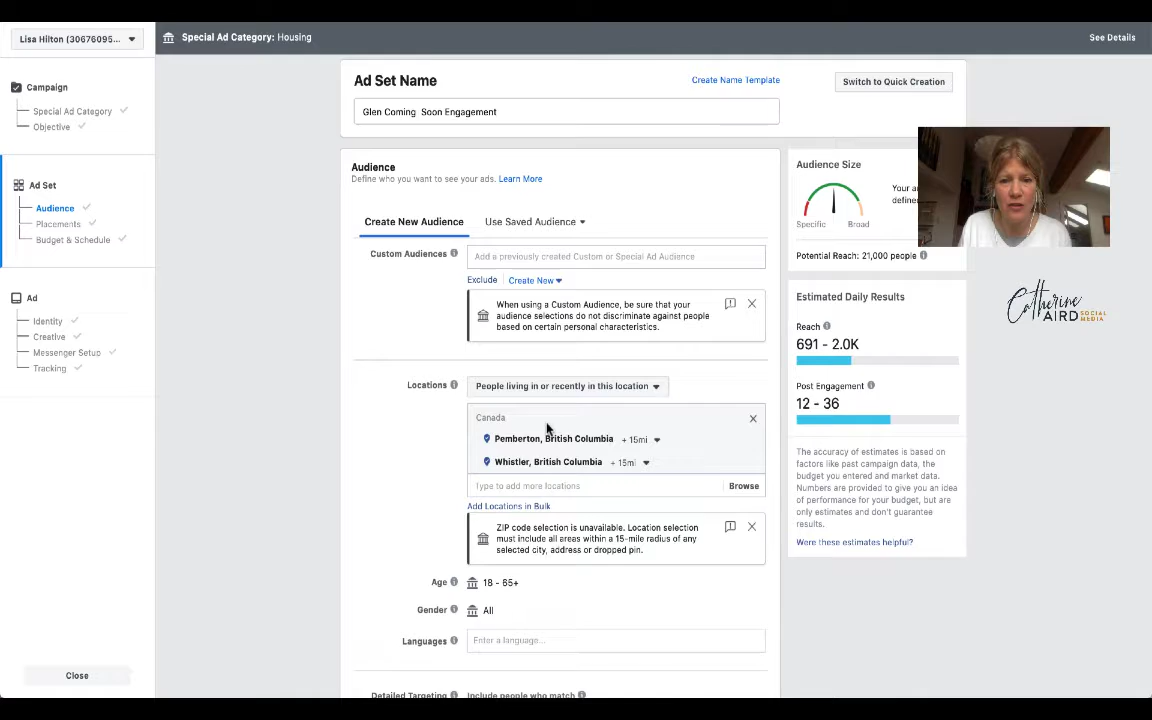 Lisa Hilton (30676095...
Special Ad Category: Housing
See Details
Campaign
Special Ad Category
Objective
Ad Set
Audience
Placements
Budget & Schedule
Ad
Identity
Creative
Messenger Setup
Tracking
Close
Ad Set Name
Create Name Template
Switch to Quick Creation
Glen Coming Soon Engagement
Audience
Define who you want to see your ads. Learn More
Create New Audience
Use Saved Audience
Custom Audiences
Add a previously created Custom or Special Ad Audience
Exclude
Create New
When using a Custom Audience, be sure that your
audience selections do not discriminate against people
based on certain personal characteristics.
Locations
People living in or recently in this location
Canada
Pemberton, British Columbia + 15mi
Whistler, British Columbia + 15mi
Type to add more locations
Browse
Add Locations in Bulk
ZIP code selection is unavailable. Location selection
must include all areas within a 15-mile radius of any
selected city, address or dropped pin.
Age
18 - 65+
Gender
All
Languages
Enter a language...
Detailed Targeting
Include people who match
Audience Size
Your
define
Specific
Broad
Potential Reach: 21,000 people
Estimated Daily Results
Reach
691 - 2.0K
Post Engagement
12 - 36
The accuracy of estimates is based on
factors like past campaign data, the
budget you entered and market data.
Numbers are provided to give you an idea
of performance for your budget, but are
only estimates and don't guarantee
results.
Were these estimates helpful?
Catherine
AIRD SOCIAL
MEDIA